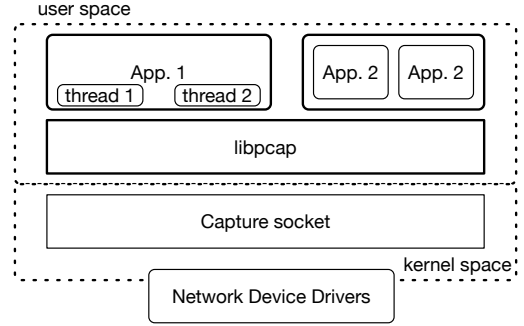 user space
App. 1
thread 1 thread 2
App. 2 App. 2
libpcap
Capture socket
kernel space
Network Device Drivers